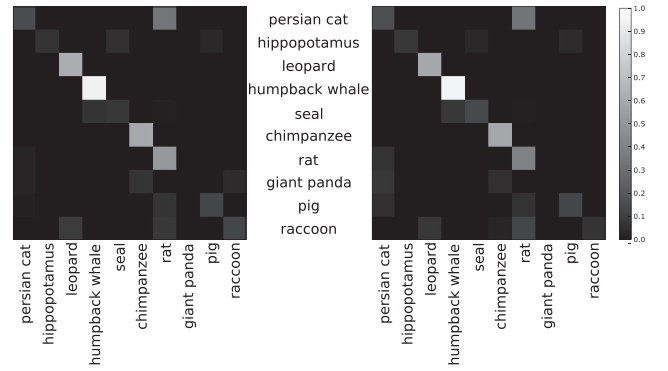 persian cat
hippopotamus
leopard
humpback whale
seal
chimpanzee
rat
giant panda
pig
raccoon
persian cat
hippopotamus
leopard
humpback whale
seal
chimpanzee
rat
giant panda
pig
raccoon
persian cat
hippopotamus
leopard
humpback whale
seal
chimpanzee
rat
giant panda
pig
raccoon
1.0
0.9
0.8
0.7
0.6
0.5
0.4
0.3
0.2
0.1
0.0